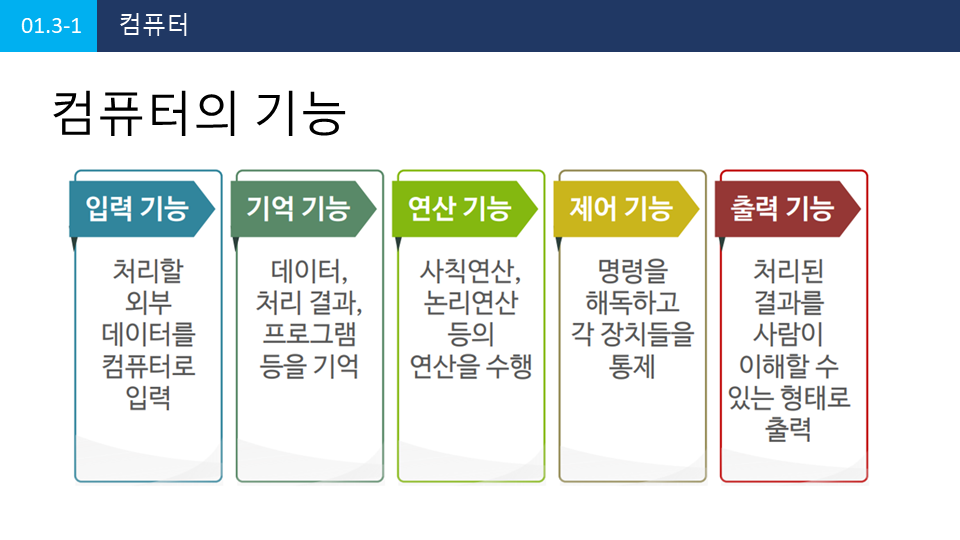 01.3-1
컴퓨터
컴퓨터의 기능
입력 기능
처리할
외부
데이터를
컴퓨터로
입력
기억 기능
데이터,
처리 결과,
프로그램
등을 기억
연산 기능
사칙연산,
논리연산
등의
연산을 수행
제어 기능
명령을
해독하고
각 장치들을
통제
출력 기능
처리된
결과를
사람이
이해할 수
있는 형태로
출력